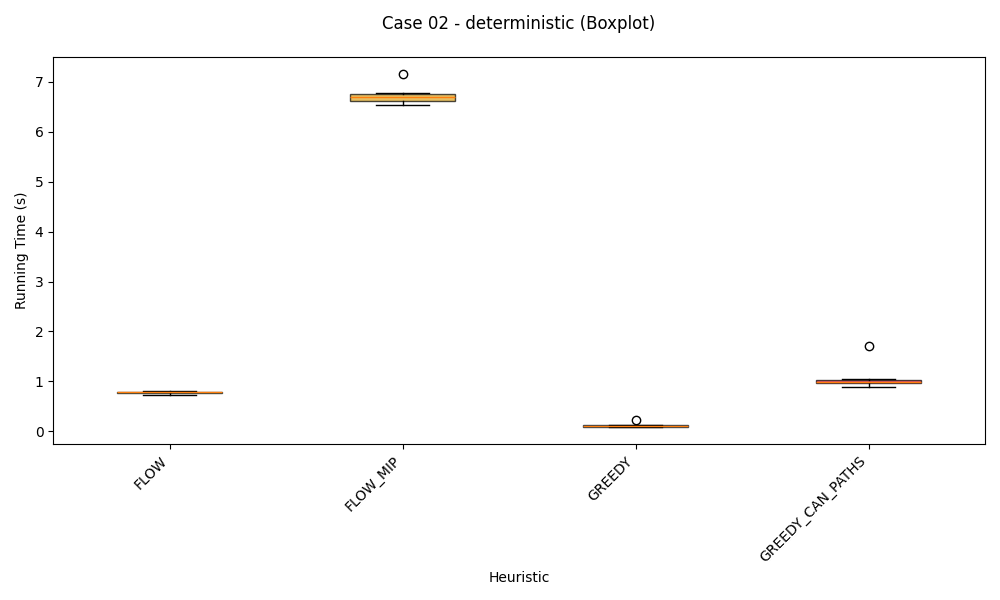 Case 02 - deterministic (Boxplot)
Running Time (s)
7
6
5
4
3
2
1
0
FLOW
FLOW_MIP
GREEDY
GREEDY_CAN_PATHS
Heuristic